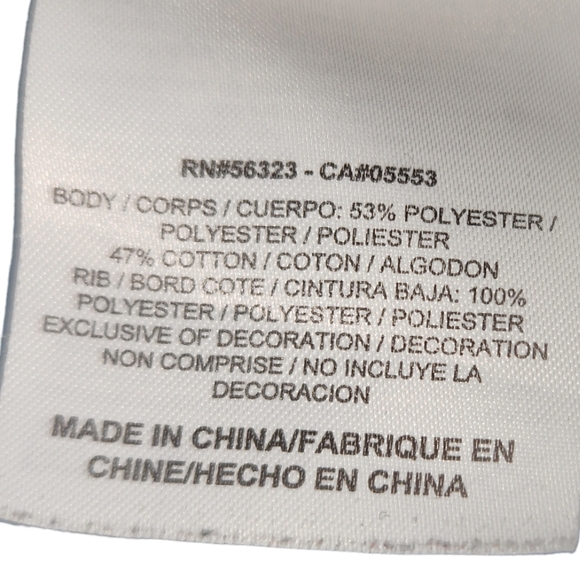 RN#56323 - CA#05553
BODY / CORPS / CUERPO: 53% POLYESTER /
POLYESTER / POLIESTER
47% COTTON / COTON / ALGODON
RIB / BORD COTE / CINTURA BAJA: 100%
POLYESTER / POLYESTER / POLIESTER
EXCLUSIVE OF DECORATION / DECORATION
NON COMPRISE / NO INCLUYE LA
DECORACION
MADE IN CHINA/FABRIQUE EN
CHINE/HECHO EN CHINA